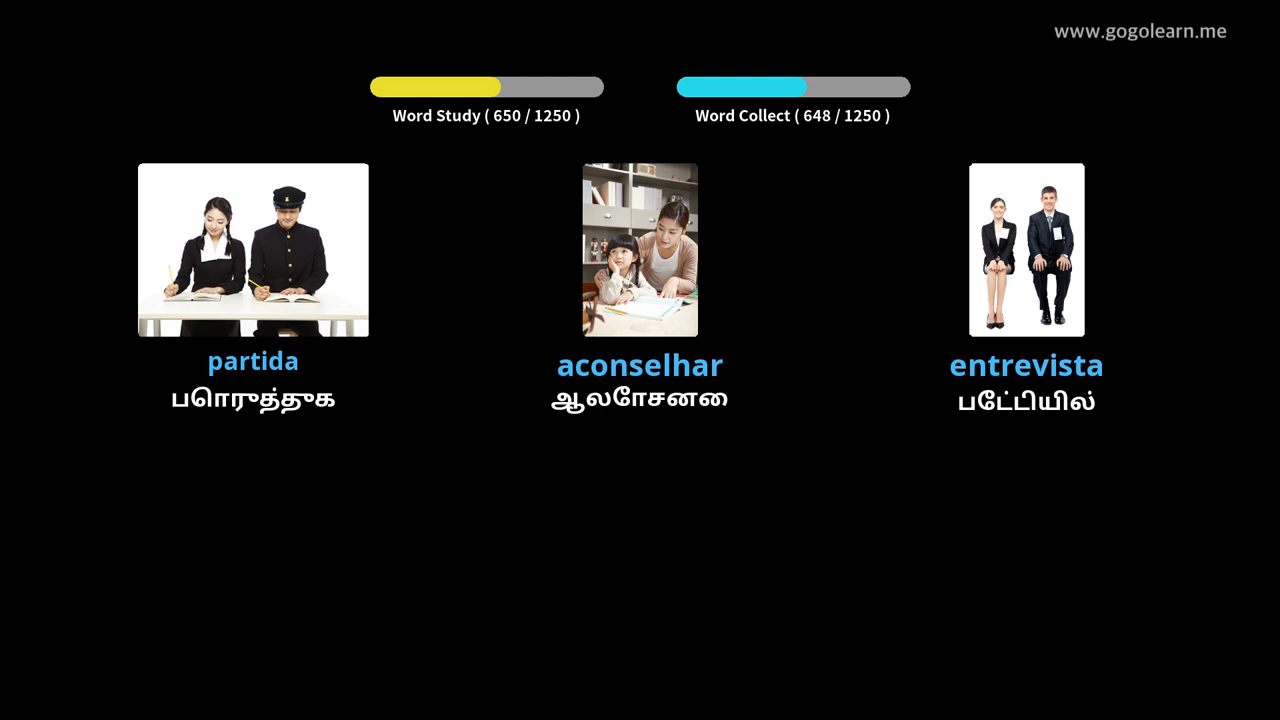 www.gogolearn.me
Word Study ( 650 / 1250 )
Word Collect ( 648 / 1250 )
partida
பொருத்துக
aconselhar
ஆலோசனை
entrevista
பேட்டியில்